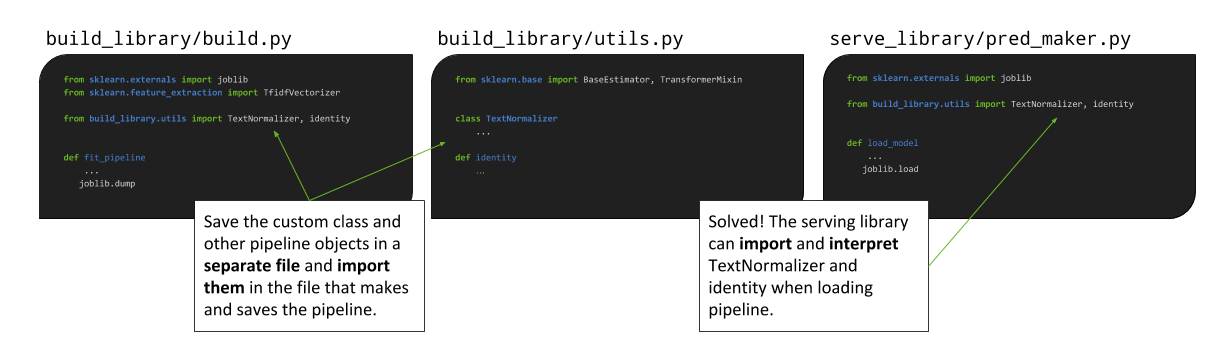 build_library/build.py
from sklearn.externals import joblib
from sklearn.feature_extraction import TfidfVectorizer
from build_library.utils import TextNormalizer, identity
def fit_pipeline
...
joblib.dump
build_library/utils.py
from sklearn.base import BaseEstimator, TransformerMixin
class TextNormalizer
...
def identity
...
serve_library/pred_maker.py
from sklearn.externals import joblib
from build_library.utils import TextNormalizer, identity
def load_model
...
joblib.load
Save the custom class and
other pipeline objects in a
separate file and import
them in the file that makes
and saves the pipeline.
Solved! The serving library
can import and interpret
TextNormalizer and
identity when loading
pipeline.